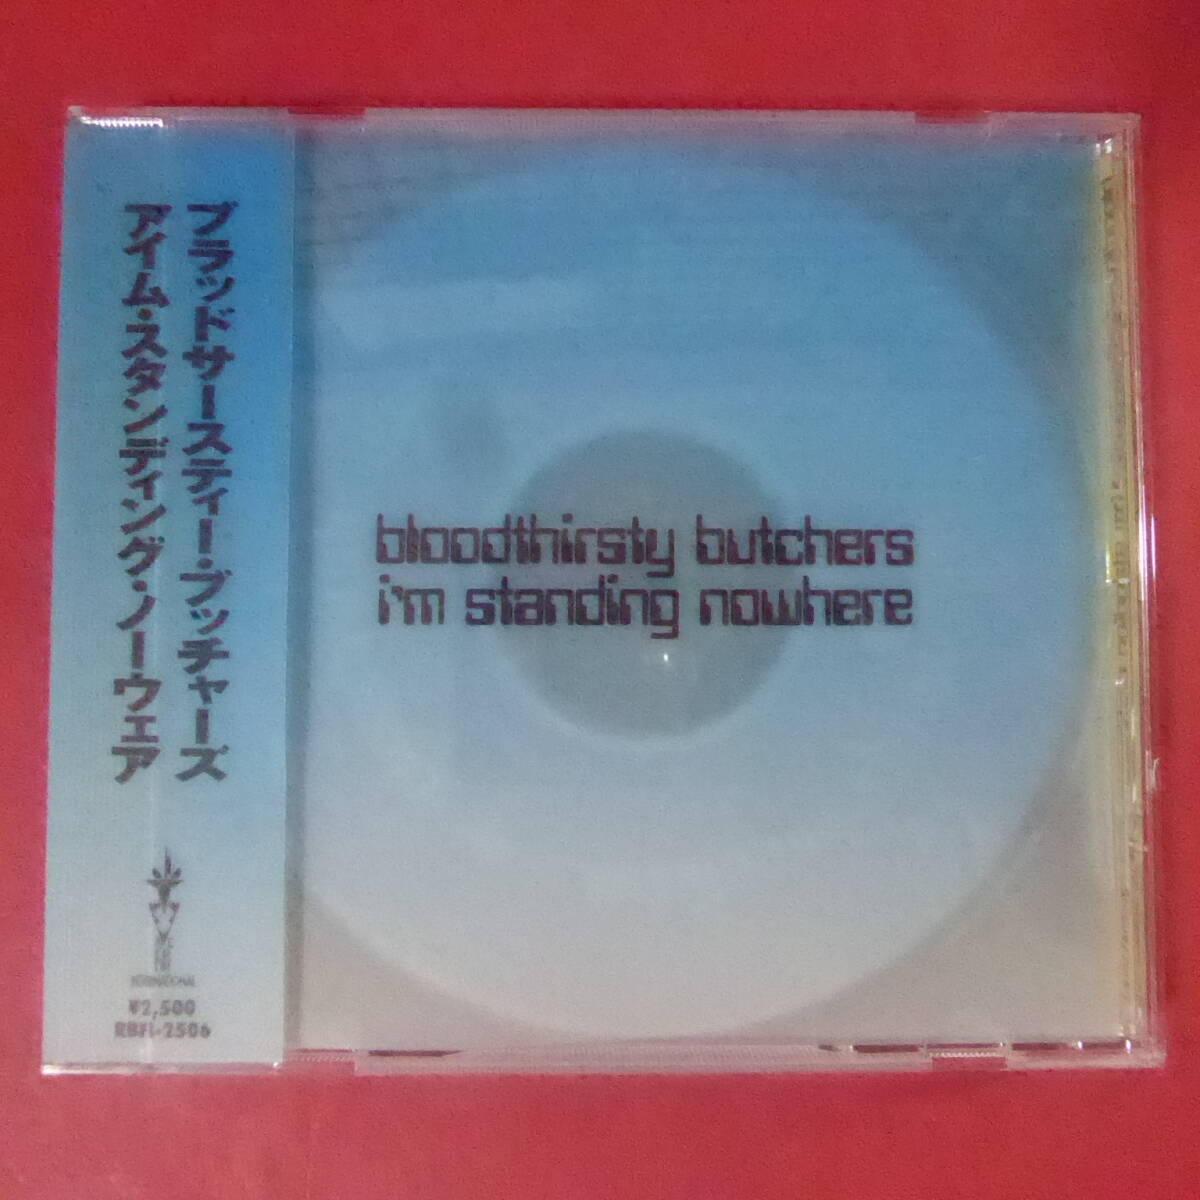 ブラッドサースティー・ブッチャーズ
アイム・スタンディング・ノーウェア
INTERNATIONAL
¥2,500
RBFI-2506
bloodthirsty butchers
i'm standing nowhere